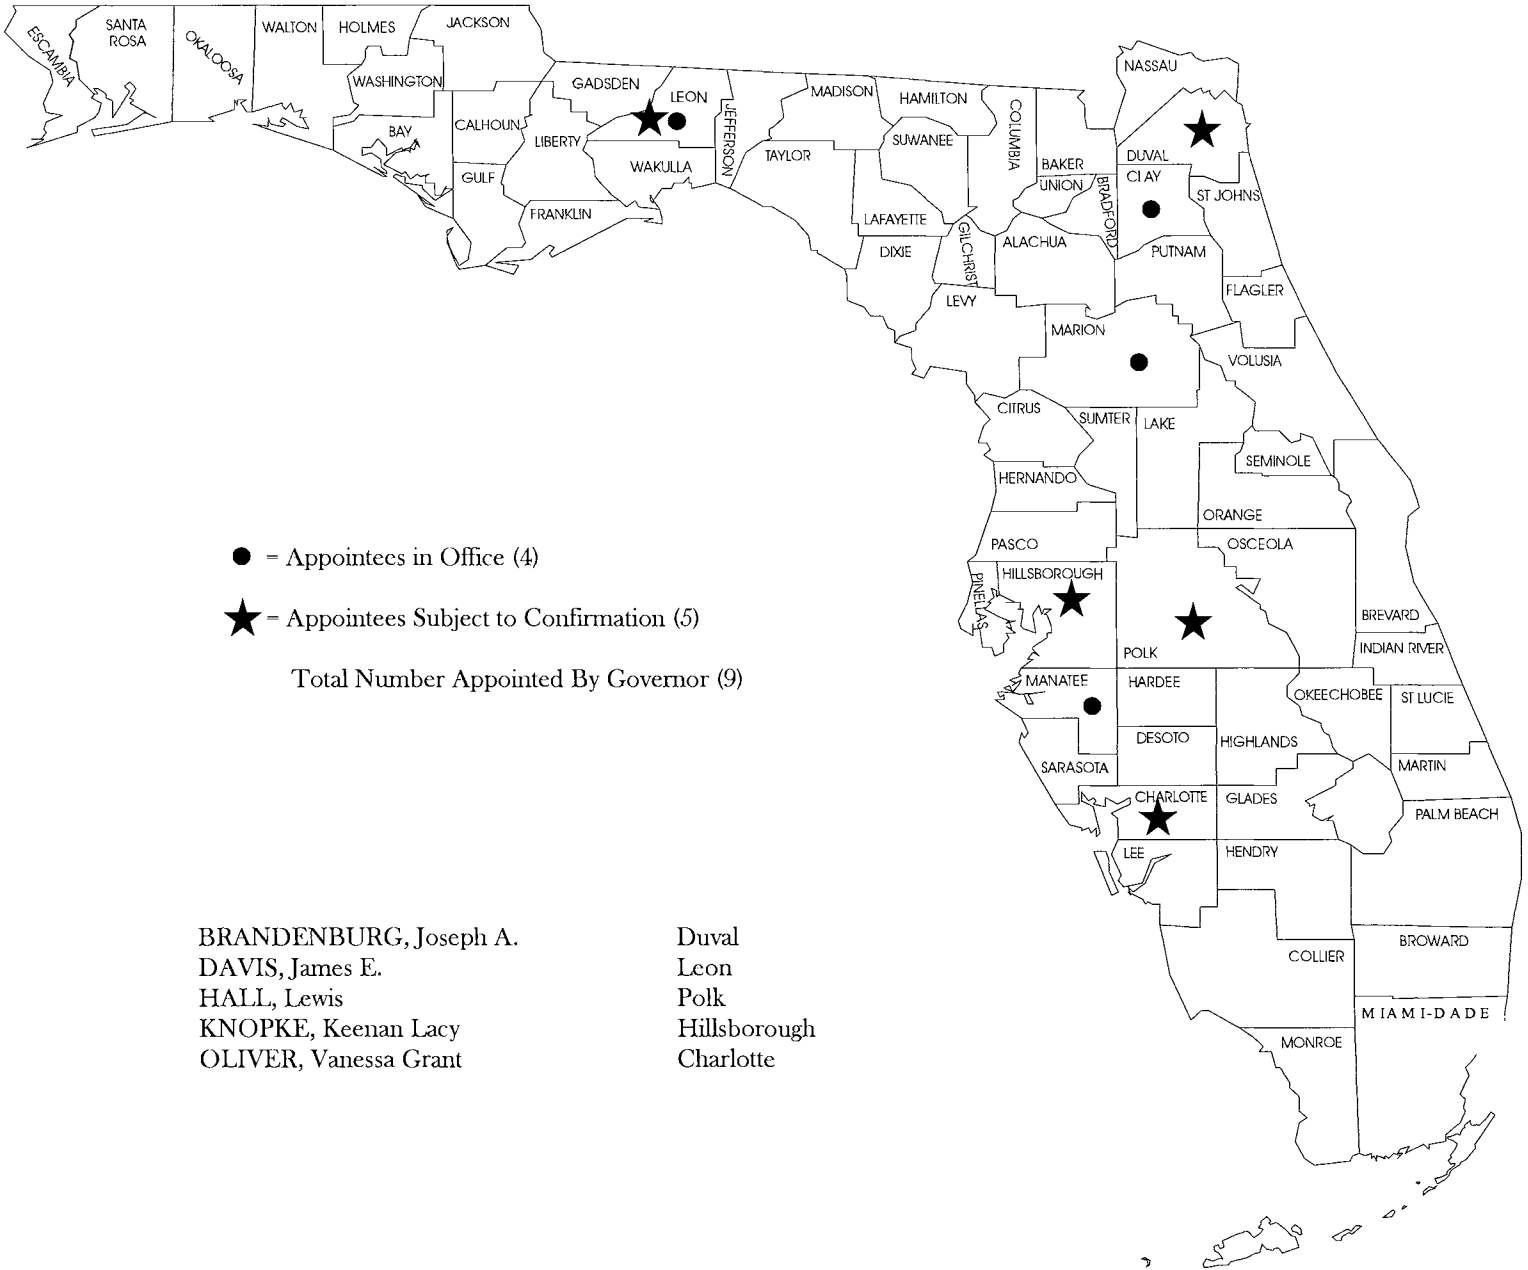 ESCAMBIA
SANTA
ROSA
OKALOOSA
WALTON
HOLMES
JACKSON
WASHINGTON
BAY
CALHOUN
GULF
GADSDEN
LIBERTY
FRANKLIN
LEON
WAKULLA
JEFFERSON
MADISON
TAYLOR
HAMILTON
SUWANEE
LAFAYETTE
DIXIE
COLUMBIA
GILCHRIST
LEVY
NASSAU
BAKER
UNION
BRADFORD
ALACHUA
DUVAL
CLAY
ST JOHNS
PUTNAM
FLAGLER
MARION
VOLUSIA
CITRUS
SUMTER
LAKE
SEMINOLE
HERNANDO
ORANGE
PASCO
OSCEOLA
HILLSBOROUGH
PINELLAS
POLK
BREVARD
INDIAN RIVER
MANATEE
HARDEE
OKEECHOBEE
ST LUCIE
DESOTO
HIGHLANDS
SARASOTA
MARTIN
CHARLOTTE
GLADES
PALM BEACH
LEE
HENDRY
BROWARD
COLLIER
MIAMI-DADE
MONROE
= Appointees in Office (4)
= Appointees Subject to Confirmation (5)
Total Number Appointed By Governor (9)
BRANDENBURG, Joseph A. Duval
DAVIS, James E. Leon
HALL, Lewis Polk
KNOPKE, Keenan Lacy Hillsborough
OLIVER, Vanessa Grant Charlotte